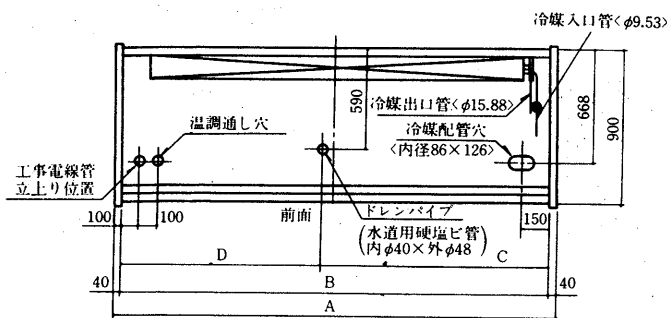 冷媒入口管<φ9.53>
590
冷媒出口管<φ15.88>
668
900
温調通し穴
冷媒配管穴
<内径86×126>
工事電線管
立上り位置
100
100
前面
ドレンパイプ
(水道用硬塩ビ管
内φ40×外φ48)
150
D
C
40
B
40
A